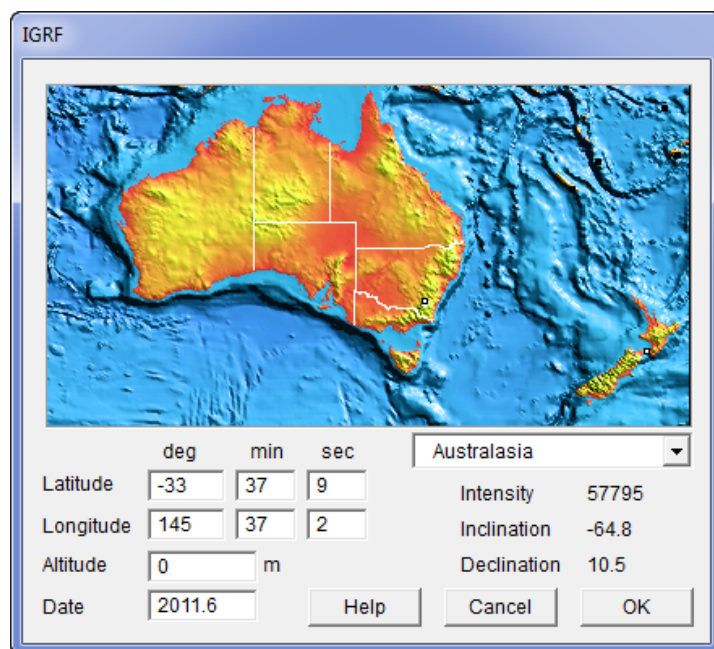 IGRF
Australasia
deg min sec
Latitude -33 37 9
Longitude 145 37 2
Altitude 0 m
Date 2011.6
Intensity 57795
Inclination -64.8
Declination 10.5
Help Cancel OK